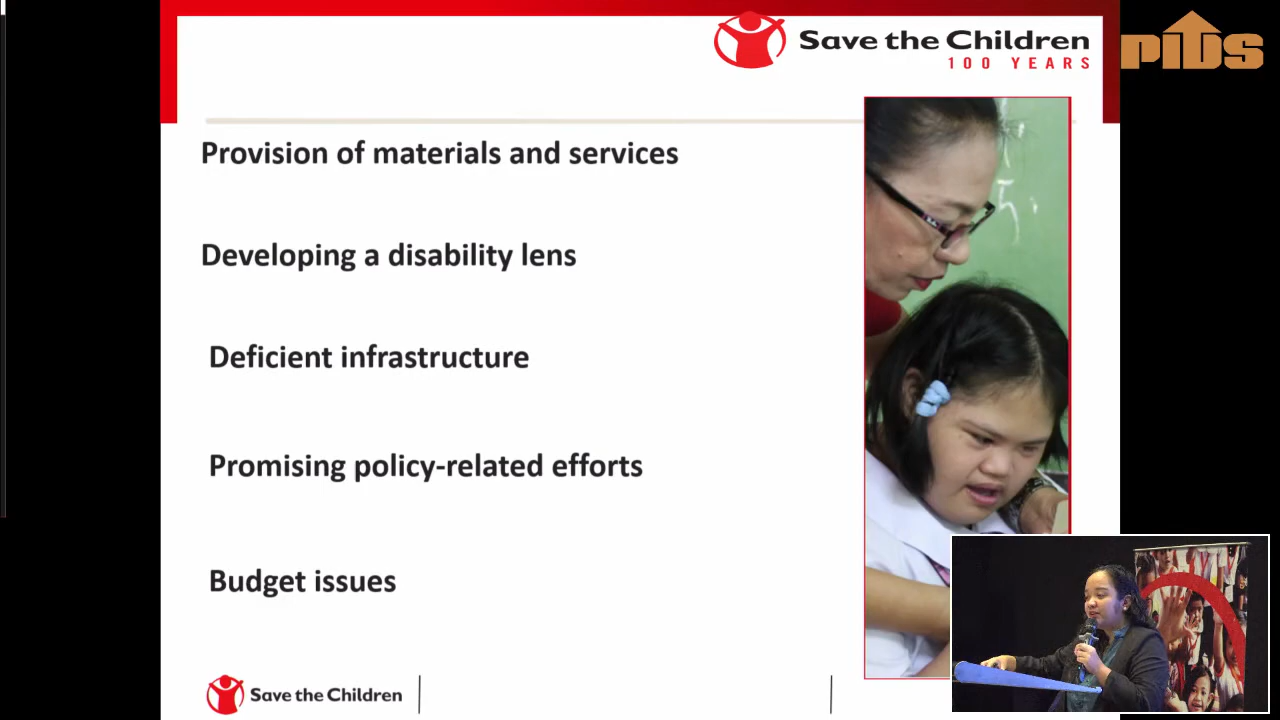 Save the Children
100 YEARS
PIDS
Provision of materials and services
Developing a disability lens
Deficient infrastructure
Promising policy-related efforts
Budget issues
Save the Children